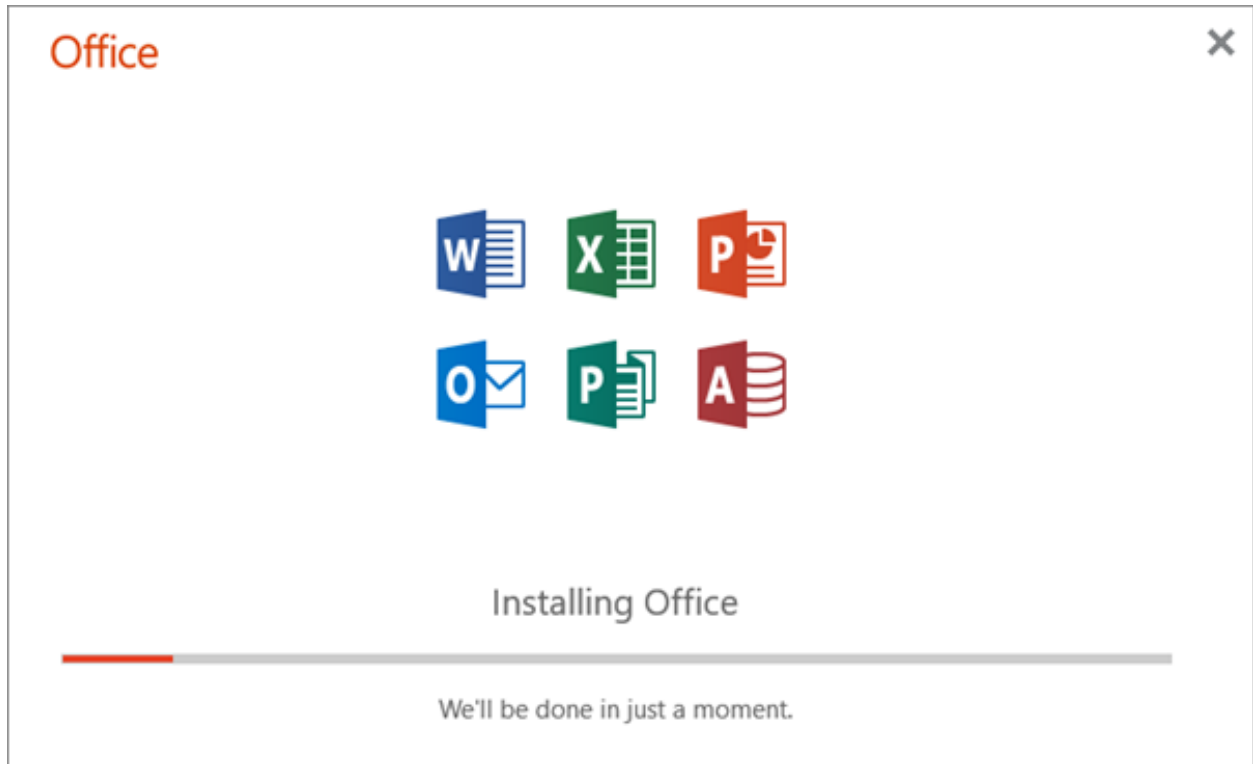 Office
W X P
O P A
Installing Office
We'll be done in just a moment.